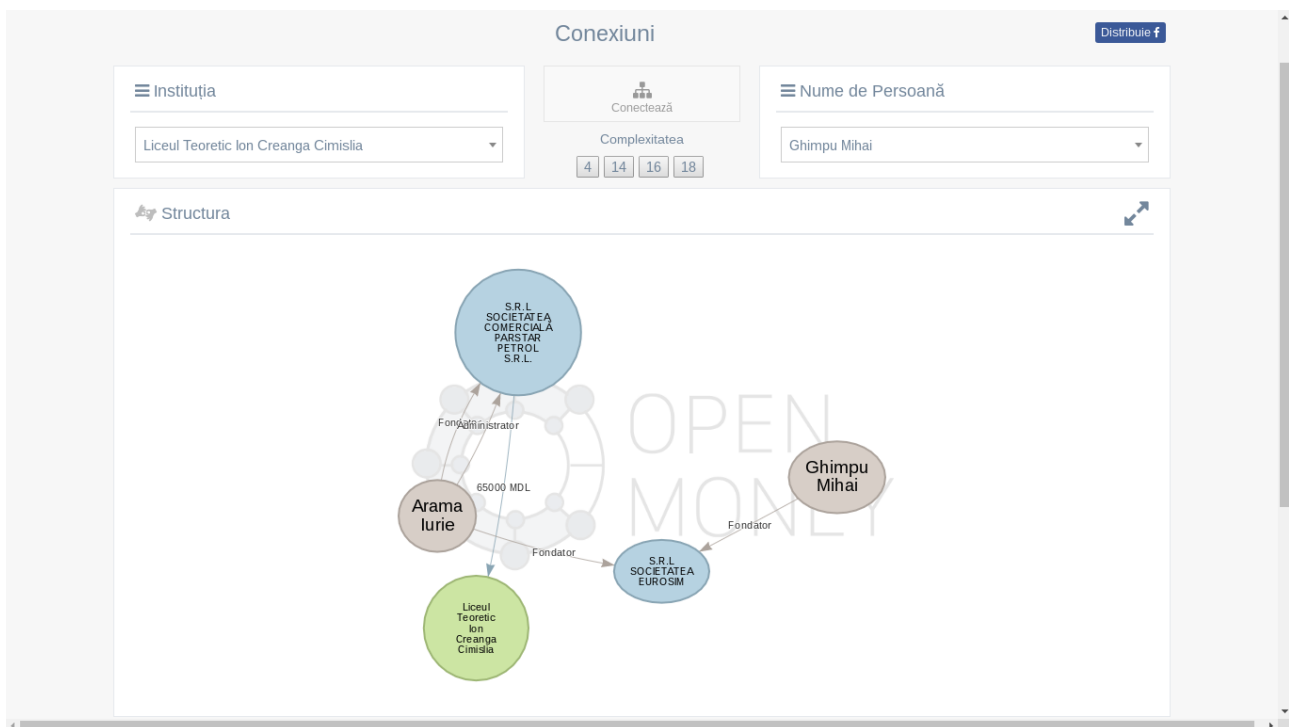 Conexiuni
Distribuie f
Instituția
Conectează
Nume de Persoană
Liceul Teoretic Ion Creanga Cimislia
Complexitatea
Ghimpu Mihai
4 14 16 18
Structura
S.R.L
SOCIETATEA
COMERCIALĂ
PARSTAR
PETROL
S.R.L.
Fondator
Administrator
OPEN
MONEY
Ghimpu
Mihai
65000 MDL
Arama
Iurie
Fondator
Fondator
S.R.L
SOCIETATEA
EUROSIM
Liceul
Teoretic
Ion
Creanga
Cimislia